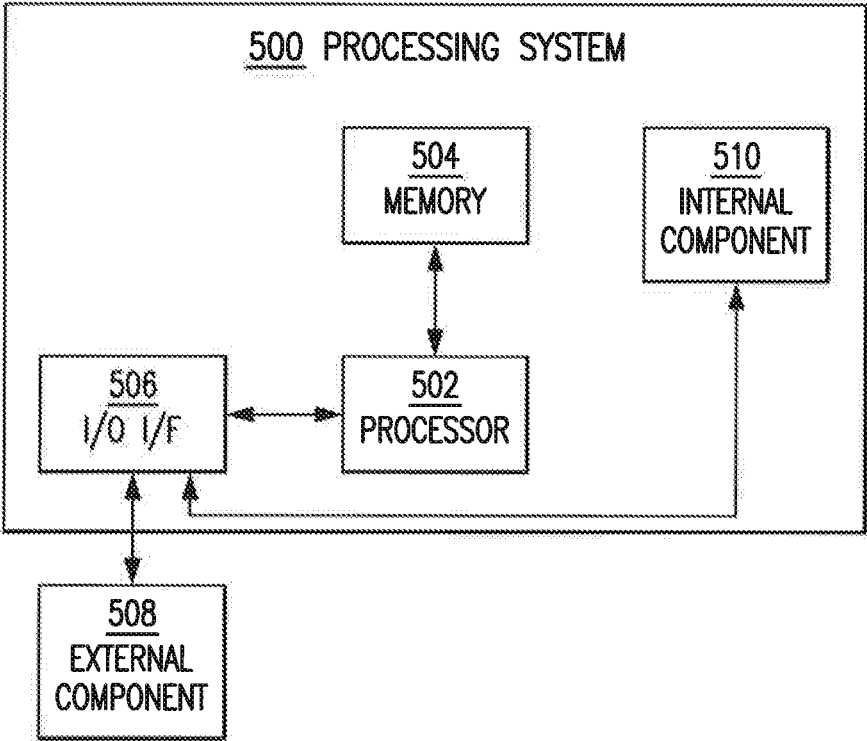 500 PROCESSING SYSTEM
504
MEMORY
510
INTERNAL
COMPONENT
506
I/O I/F
502
PROCESSOR
508
EXTERNAL
COMPONENT